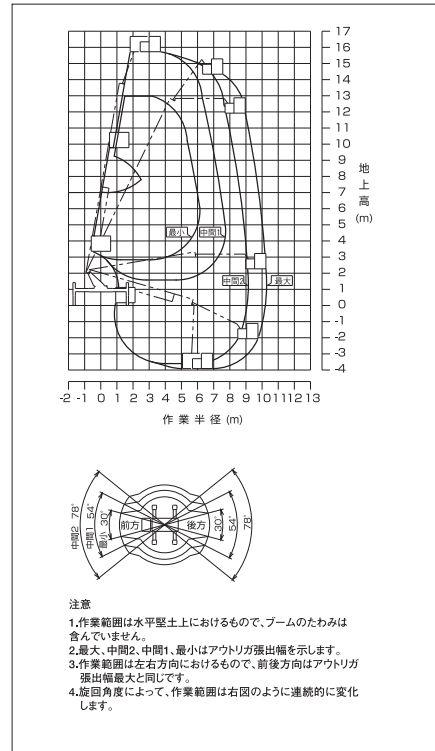 17
16
15
14
13
12
11
10
9
8
7
6
5
4
3
2
1
0
-1
-2
-3
-4
地上高
(m)
最小 中間1
中間2 最大
-2 -1 0 1 2 3 4 5 6 7 8 9 10 11 12 13
作業半径 (m)
中間2 78°
中間1 54°
最小 30°
前方 後方
30°
54°
78°
注意
1.作業範囲は水平堅土上におけるもので、ブームのたわみは
含んでいません。
2.最大、中間2、中間1、最小はアウトリガ張出幅を示します。
3.作業範囲は左右方向におけるもので、前後方向はアウトリガ
張出幅最大と同じです。
4.旋回角度によって、作業範囲は右図のように連続的に変化
します。